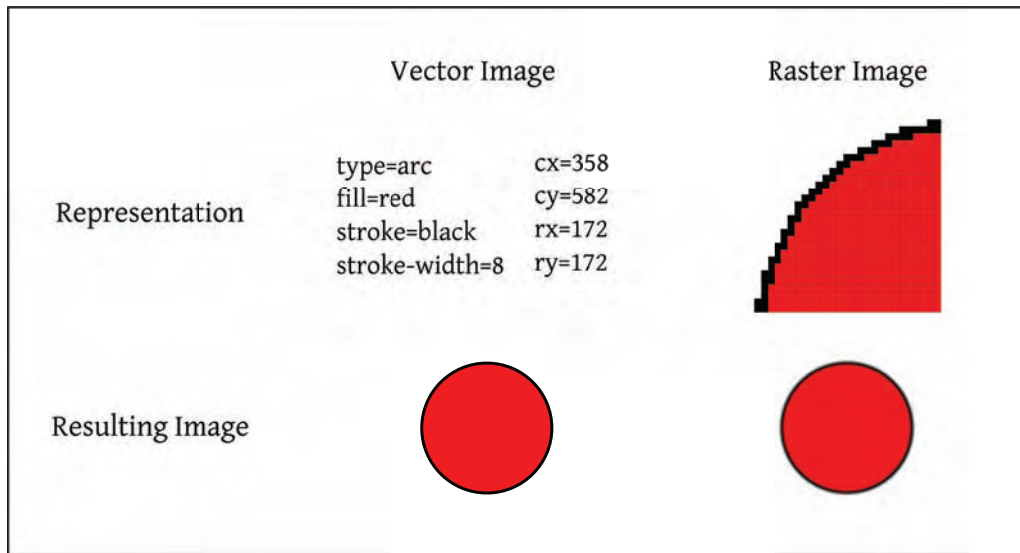 Vector Image
Raster Image
Representation
type=arc
fill=red
stroke=black
stroke-width=8
cx=358
cy=582
rx=172
ry=172
Resulting Image